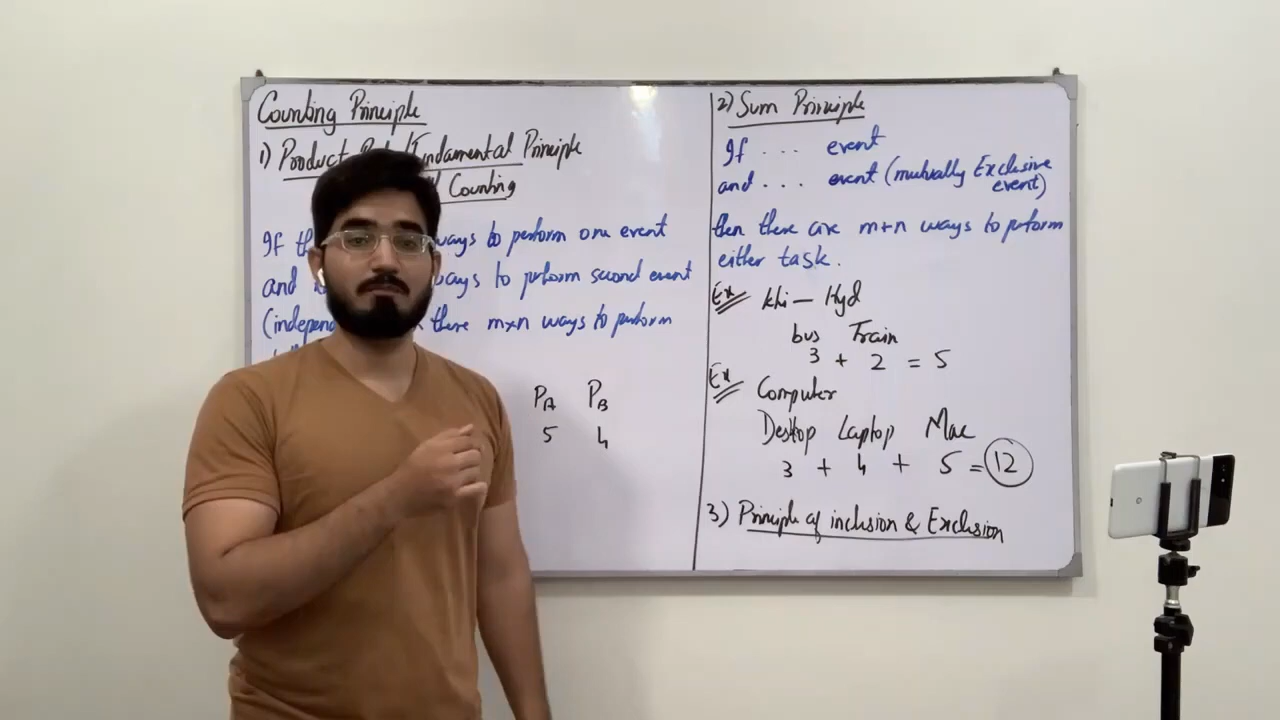 Counting Principle
1) Product Fundamental Principle
Counting
If ways to perform one event
and ways to perform second event
(independ there m×n ways to perform
PA PB
5 4
2) Sum Principle
If ... event
and ... event (mutually Exclusive
event)
then there are m+n ways to perform
either task.
Ex Khi - Hyd
bus Train
3 + 2 = 5
Ex Computer
Desktop Laptop Mac
3 + 4 + 5 = 12
3) Principle of inclusion & Exclusion